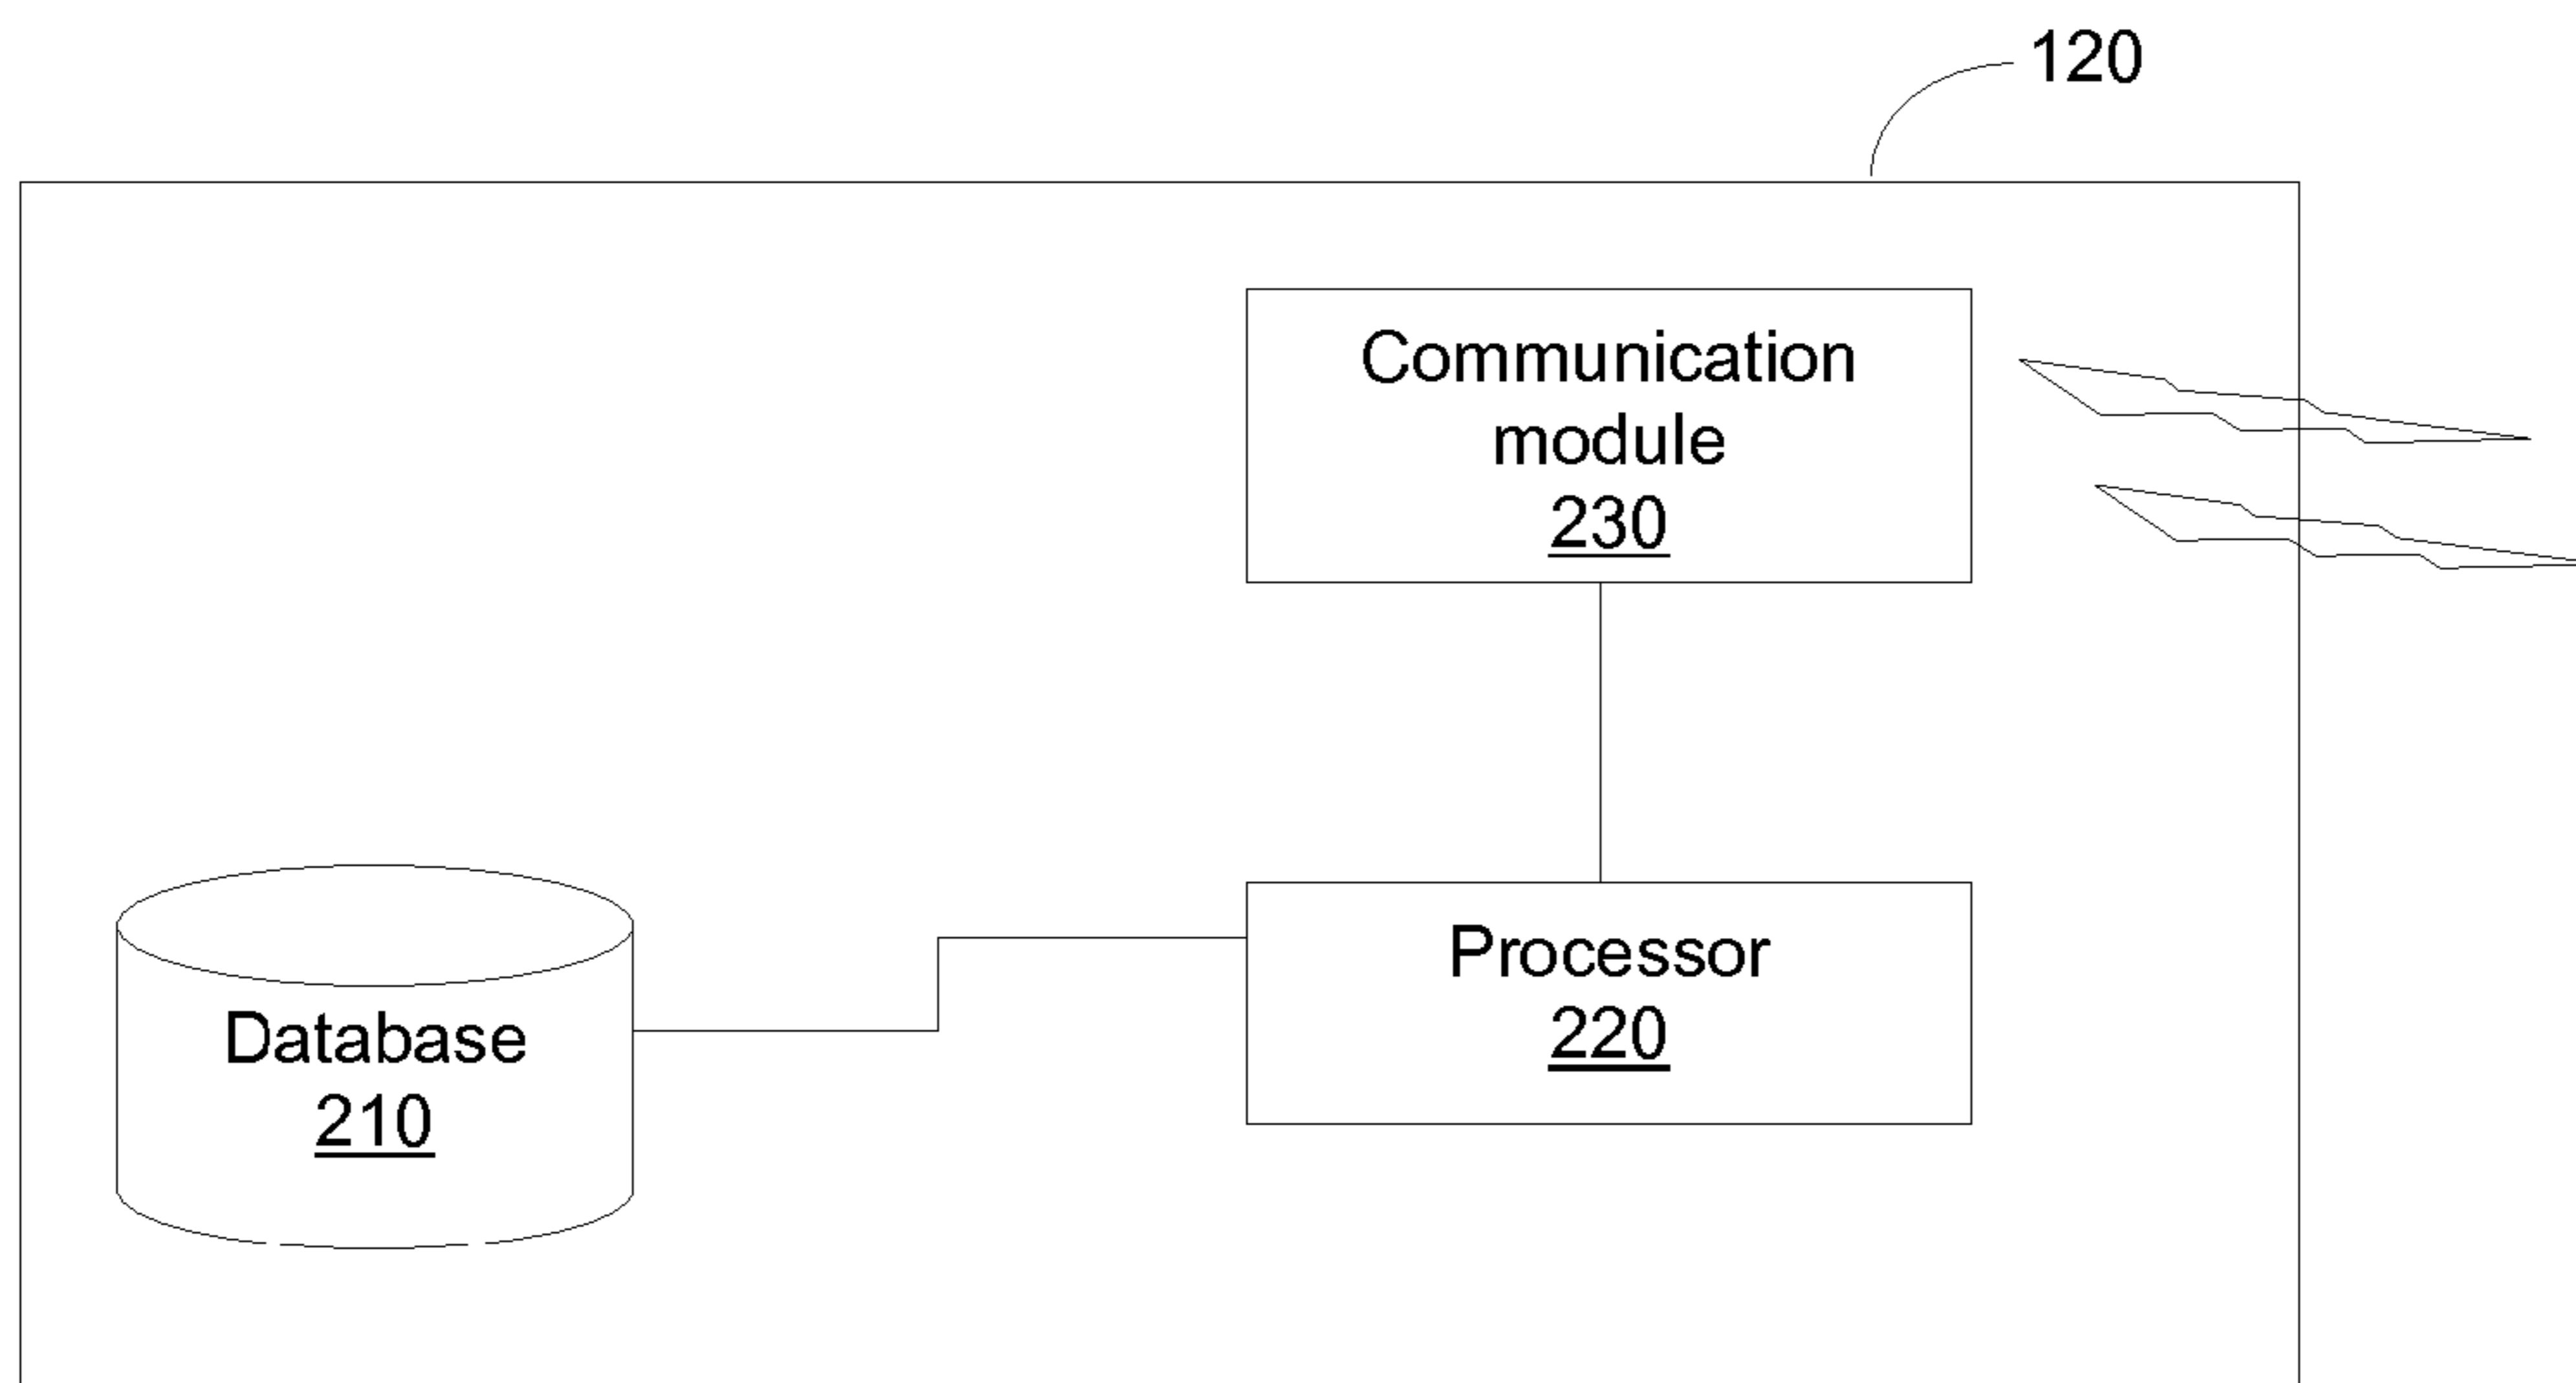 120
Communication
module
230
Processor
220
Database
210